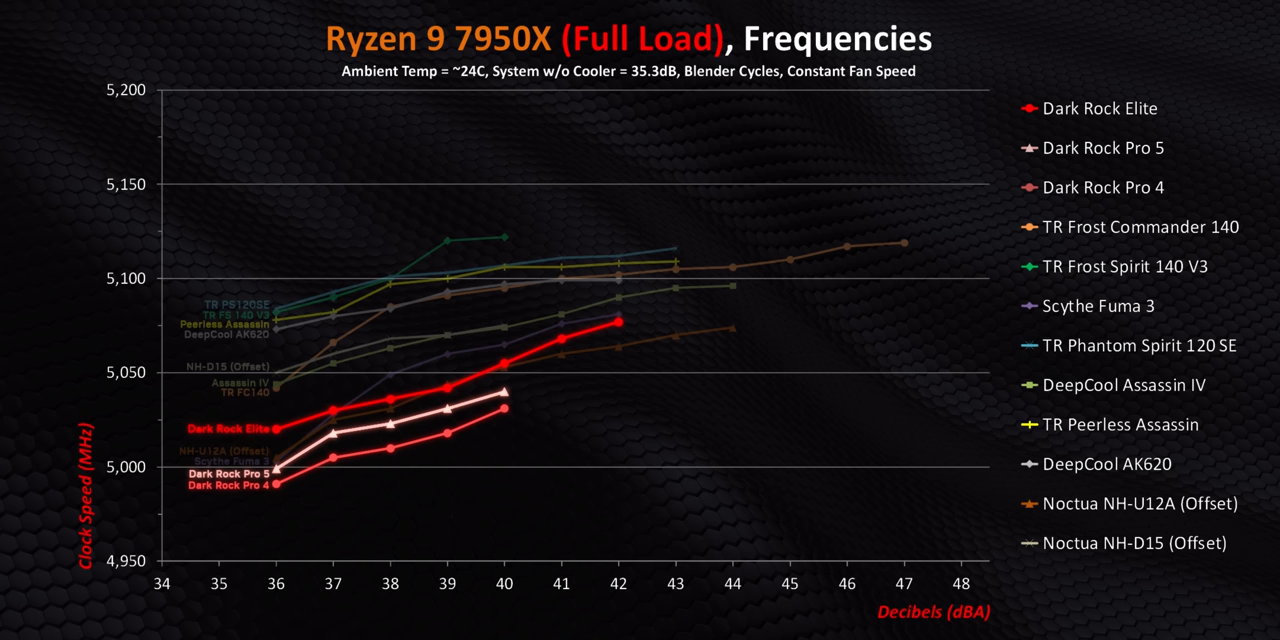 Ryzen 9 7950X (Full Load), Frequencies
Ambient Temp = ~24C, System w/o Cooler = 35.3dB, Blender Cycles, Constant Fan Speed
5,200
5,150
5,100
5,050
5,000
4,950
Clock Speed (MHz)
TR PS120SE
TR FS 140 V3
Peerless Assassin
DeepCool AK620
NH-D15 (Offset)
Assassin IV
TR FC140
Dark Rock Elite
NH-U12A (Offset)
Scythe Fuma 3
Dark Rock Pro 5
Dark Rock Pro 4
34 35 36 37 38 39 40 41 42 43 44 45 46 47 48
Decibels (dBA)
Dark Rock Elite
Dark Rock Pro 5
Dark Rock Pro 4
TR Frost Commander 140
TR Frost Spirit 140 V3
Scythe Fuma 3
TR Phantom Spirit 120 SE
DeepCool Assassin IV
TR Peerless Assassin
DeepCool AK620
Noctua NH-U12A (Offset)
Noctua NH-D15 (Offset)